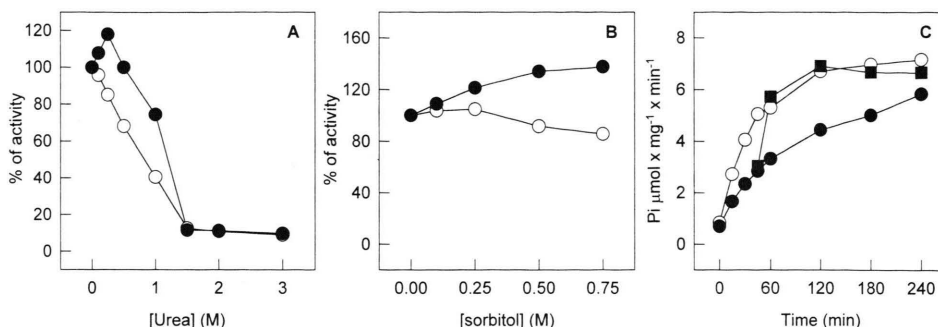 A
% of activity
120
100
80
60
40
20
0
0 1 2 3
[Urea] (M)
B
% of activity
160
120
80
40
0
0.00 0.25 0.50 0.75
[sorbitol] (M)
C
Pi μmol x mg⁻¹ x min⁻¹
8
6
4
2
0
0 60 120 180 240
Time (min)